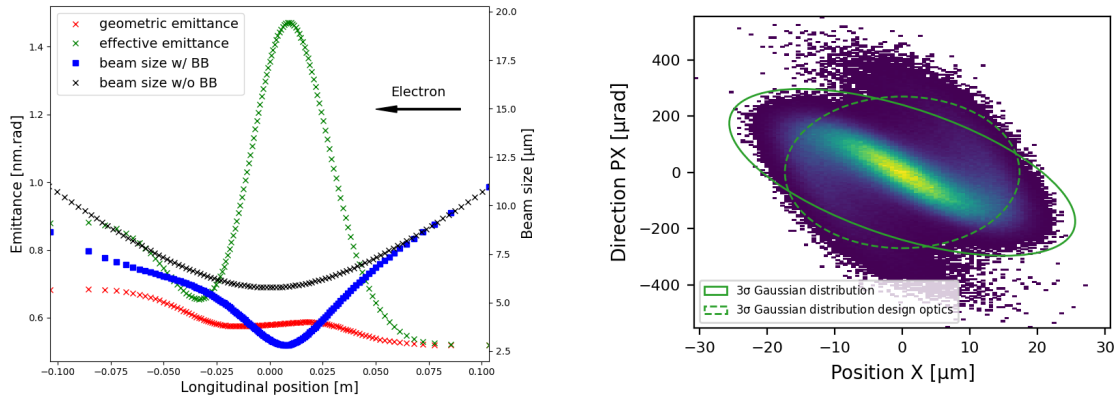 geometric emittance
effective emittance
beam size w/ BB
beam size w/o BB
Electron
Emittance [nm.rad]
1.4
1.2
1.0
0.8
0.6
Beam size [µm]
20.0
17.5
15.0
12.5
10.0
7.5
5.0
2.5
−0.100 −0.075 −0.050 −0.025 0.000 0.025 0.050 0.075 0.100
Longitudinal position [m]
Direction PX [µrad]
400
200
0
−200
−400
3σ Gaussian distribution
3σ Gaussian distribution design optics
−30 −20 −10 0 10 20 30
Position X [µm]